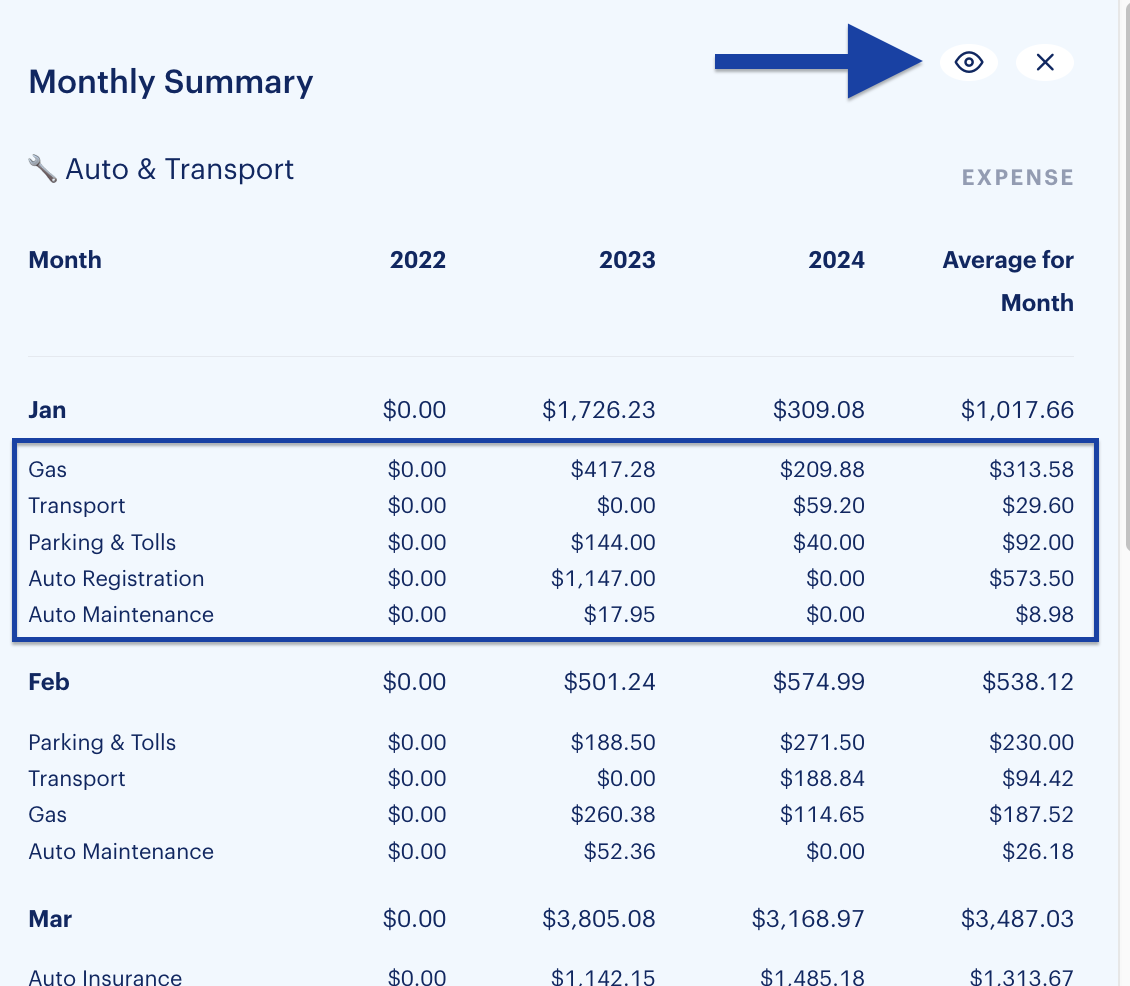 Monthly Summary
Auto & Transport
EXPENSE
Month 2022 2023 2024 Average for
Month
Jan $0.00 $1,726.23 $309.08 $1,017.66
Gas $0.00 $417.28 $209.88 $313.58
Transport $0.00 $0.00 $59.20 $29.60
Parking & Tolls $0.00 $144.00 $40.00 $92.00
Auto Registration $0.00 $1,147.00 $0.00 $573.50
Auto Maintenance $0.00 $17.95 $0.00 $8.98
Feb $0.00 $501.24 $574.99 $538.12
Parking & Tolls $0.00 $188.50 $271.50 $230.00
Transport $0.00 $0.00 $188.84 $94.42
Gas $0.00 $260.38 $114.65 $187.52
Auto Maintenance $0.00 $52.36 $0.00 $26.18
Mar $0.00 $3,805.08 $3,168.97 $3,487.03
Auto Insurance $0.00 $1,142.15 $1,485.18 $1,313.67